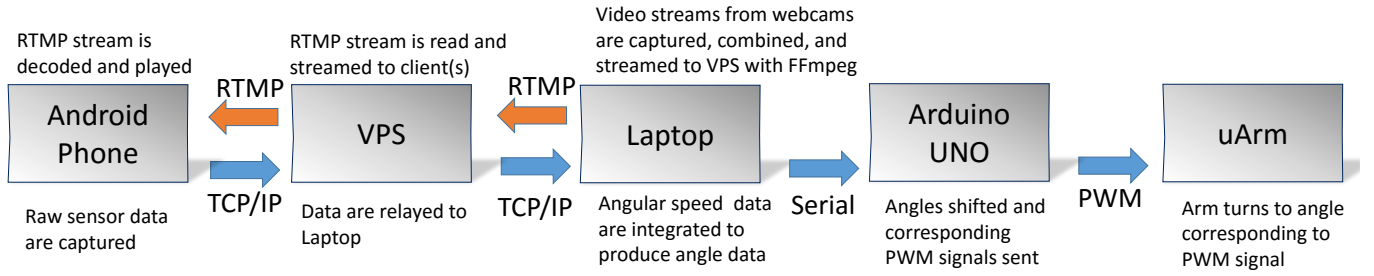 RTMP stream is
decoded and played
RTMP
Android
Phone
TCP/IP
Raw sensor data
are captured
RTMP stream is read and
streamed to client(s)
RTMP
VPS
TCP/IP
Data are relayed to
Laptop
Video streams from webcams
are captured, combined, and
streamed to VPS with FFmpeg
Laptop
Serial
Angular speed data
are integrated to
produce angle data
Arduino
UNO
PWM
Angles shifted and
corresponding
PWM signals sent
uArm
Arm turns to angle
corresponding to
PWM signal